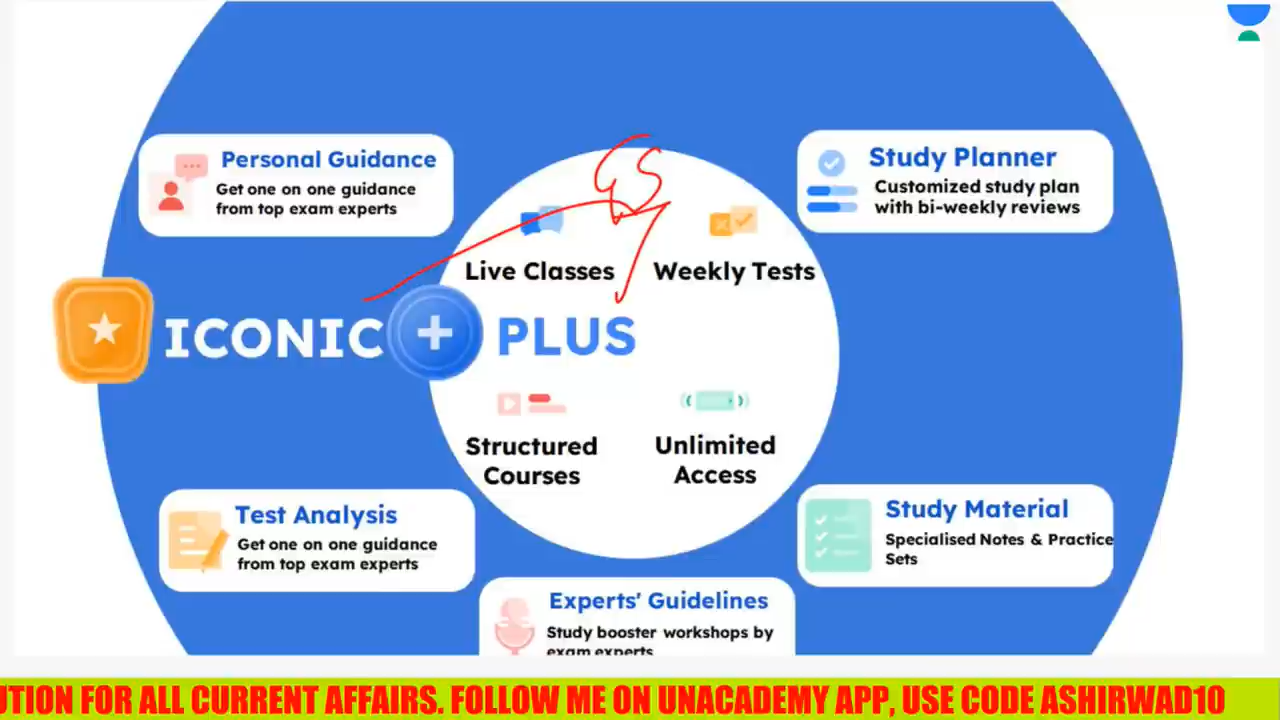 Personal Guidance
Get one on one guidance
from top exam experts
GS
Study Planner
Customized study plan
with bi-weekly reviews
Live Classes
Weekly Tests
ICONIC + PLUS
Structured
Courses
Unlimited
Access
Test Analysis
Get one on one guidance
from top exam experts
Study Material
Specialised Notes & Practice
Sets
Experts' Guidelines
Study booster workshops by
exam experts
UTION FOR ALL CURRENT AFFAIRS. FOLLOW ME ON UNACADEMY APP, USE CODE ASHIRWAD10